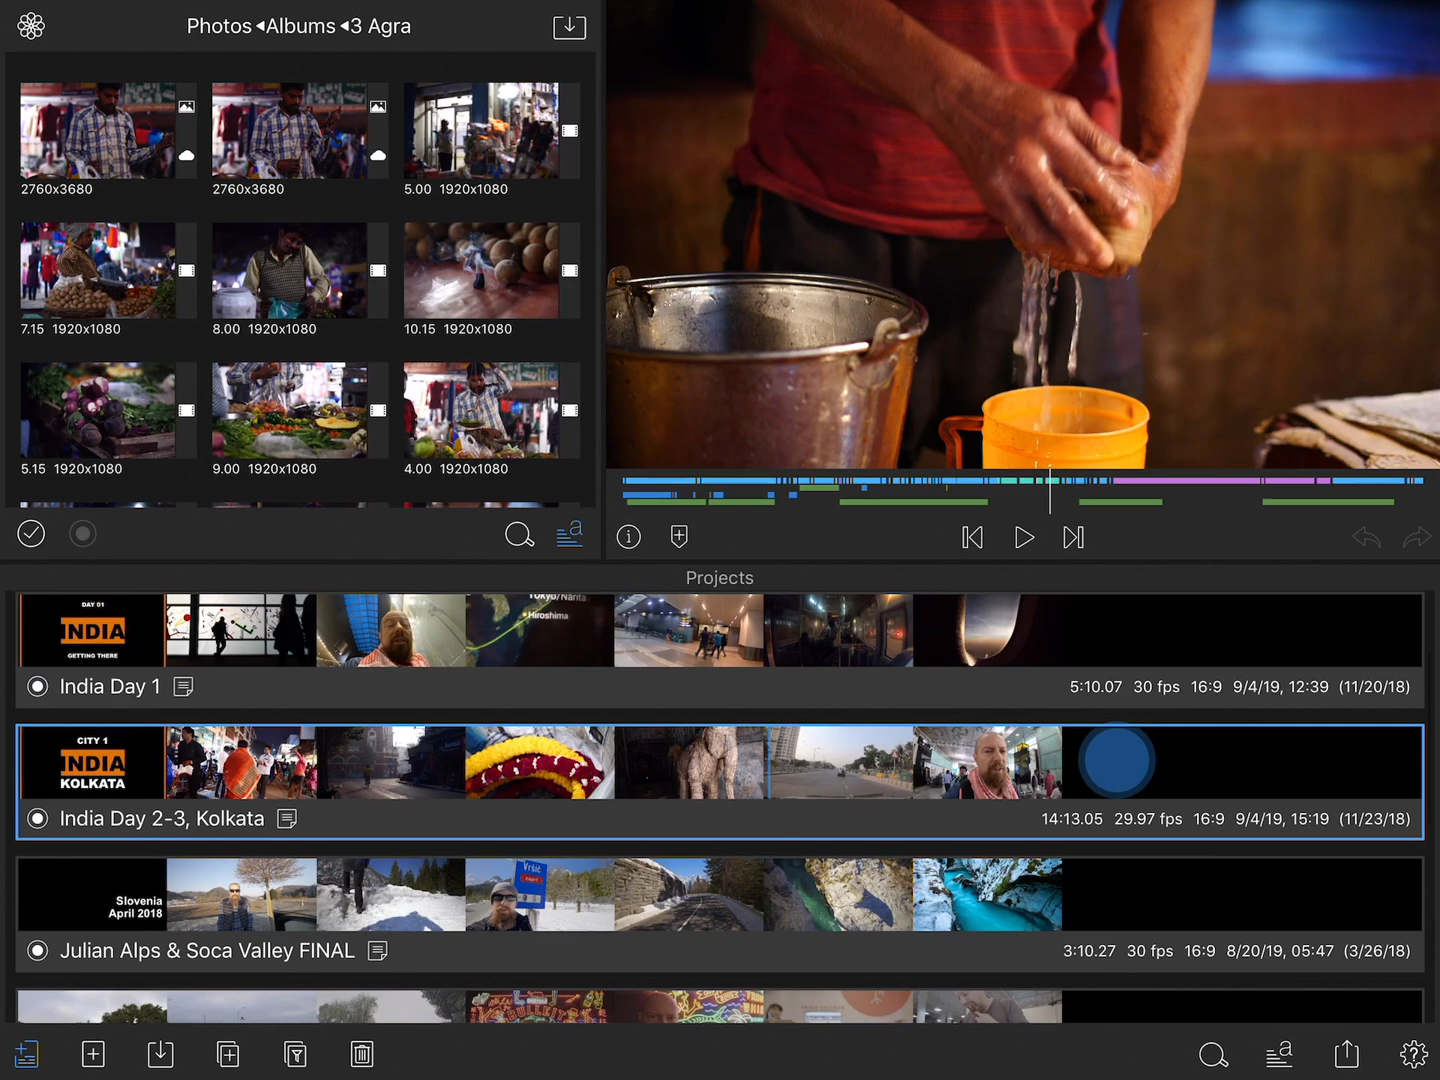 Photos ◂Albums ◂3 Agra
2760x3680
2760x3680
5.00 1920x1080
7.15 1920x1080
8.00 1920x1080
10.15 1920x1080
5.15 1920x1080
9.00 1920x1080
4.00 1920x1080
a
i
Projects
DAY 01
INDIA
GETTING THERE
Tokyo/Narita
Hiroshima
India Day 1
5:10.07 30 fps 16:9 9/4/19, 12:39 (11/20/18)
CITY 1
INDIA
KOLKATA
India Day 2-3, Kolkata
14:13.05 29.97 fps 16:9 9/4/19, 15:19 (11/23/18)
Slovenia
April 2018
Vršič
Julian Alps & Soca Valley FINAL
3:10.27 30 fps 16:9 8/20/19, 05:47 (3/26/18)
BULLEIT
a
?